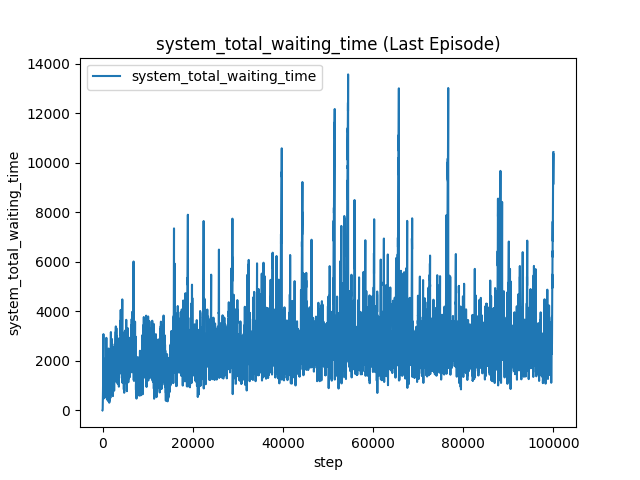 system_total_waiting_time (Last Episode)
system_total_waiting_time
14000
12000
10000
8000
6000
4000
2000
0
system_total_waiting_time
0 20000 40000 60000 80000 100000
step